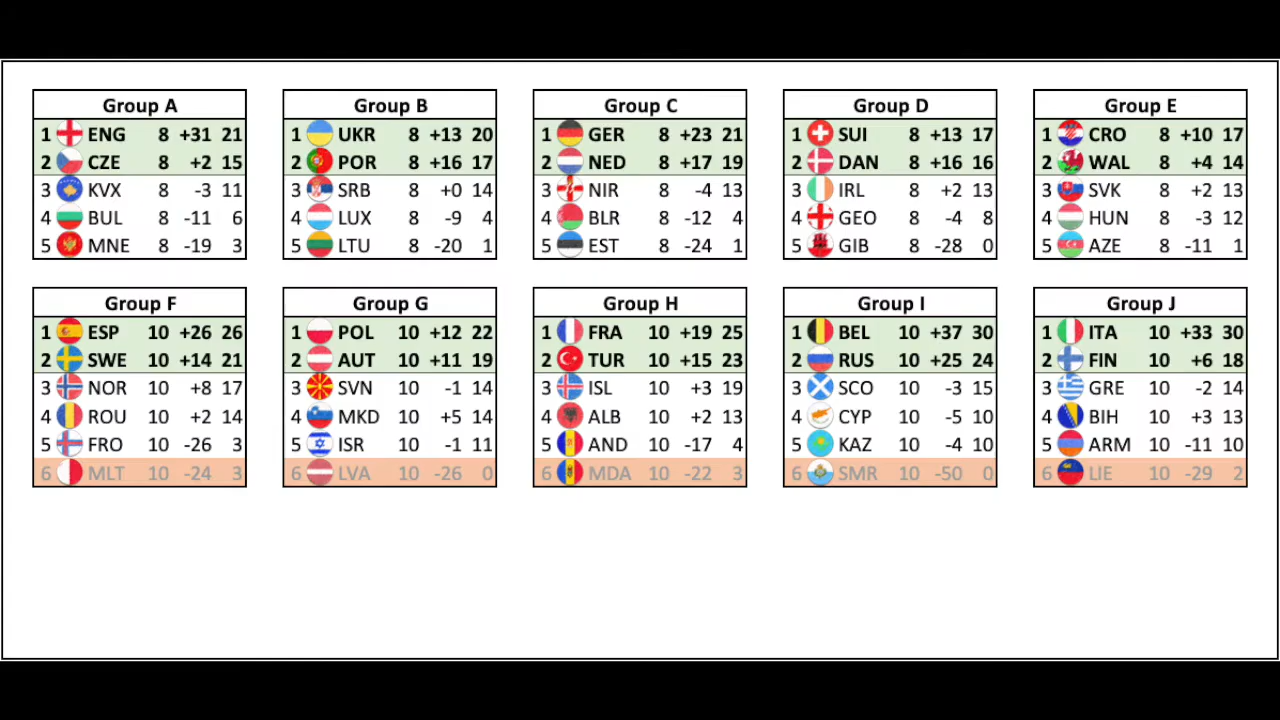 Group A
1 ENG 8 +31 21
2 CZE 8 +2 15
3 KVX 8 -3 11
4 BUL 8 -11 6
5 MNE 8 -19 3
Group B
1 UKR 8 +13 20
2 POR 8 +16 17
3 SRB 8 +0 14
4 LUX 8 -9 4
5 LTU 8 -20 1
Group C
1 GER 8 +23 21
2 NED 8 +17 19
3 NIR 8 -4 13
4 BLR 8 -12 4
5 EST 8 -24 1
Group D
1 SUI 8 +13 17
2 DAN 8 +16 16
3 IRL 8 +2 13
4 GEO 8 -4 8
5 GIB 8 -28 0
Group E
1 CRO 8 +10 17
2 WAL 8 +4 14
3 SVK 8 +2 13
4 HUN 8 -3 12
5 AZE 8 -11 1
Group F
1 ESP 10 +26 26
2 SWE 10 +14 21
3 NOR 10 +8 17
4 ROU 10 +2 14
5 FRO 10 -26 3
6 MLT 10 -24 3
Group G
1 POL 10 +12 22
2 AUT 10 +11 19
3 SVN 10 -1 14
4 MKD 10 +5 14
5 ISR 10 -1 11
6 LVA 10 -26 0
Group H
1 FRA 10 +19 25
2 TUR 10 +15 23
3 ISL 10 +3 19
4 ALB 10 +2 13
5 AND 10 -17 4
6 MDA 10 -22 3
Group I
1 BEL 10 +37 30
2 RUS 10 +25 24
3 SCO 10 -3 15
4 CYP 10 -5 10
5 KAZ 10 -4 10
6 SMR 10 -50 0
Group J
1 ITA 10 +33 30
2 FIN 10 +6 18
3 GRE 10 -2 14
4 BIH 10 +3 13
5 ARM 10 -11 10
6 LIE 10 -29 2